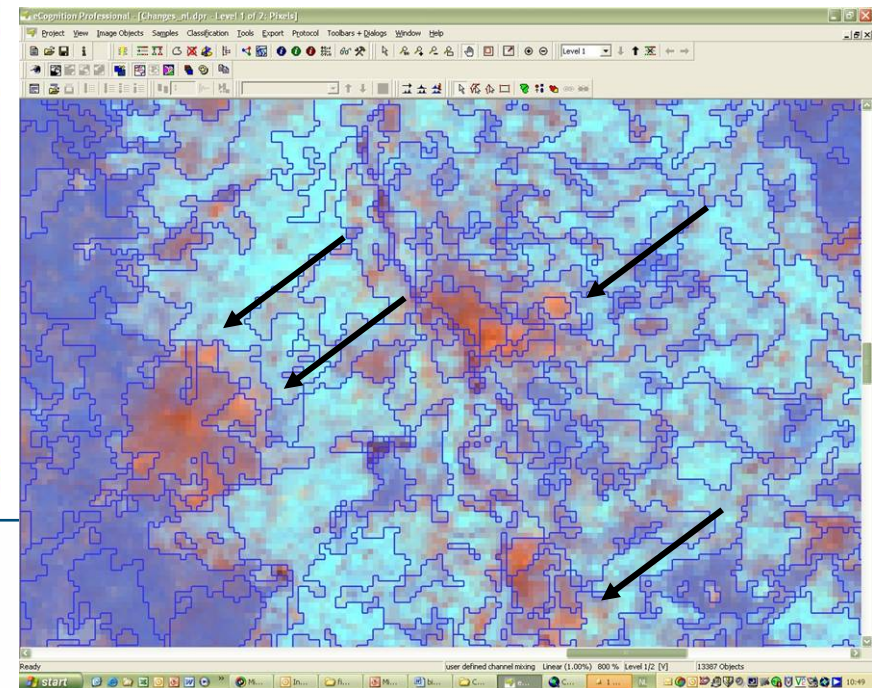 eCognition Professional - [Changes_nl.dpr - Level 1 of 2: Pixels]
Project View Image Objects Samples Classification Tools Export Protocol Toolbars + Dialogs Window Help
Level 1
Ready
user defined channel mixing Linear (1.00%) 800 % Level 1/2 [V] 13387 Objects
start
NL
10:49